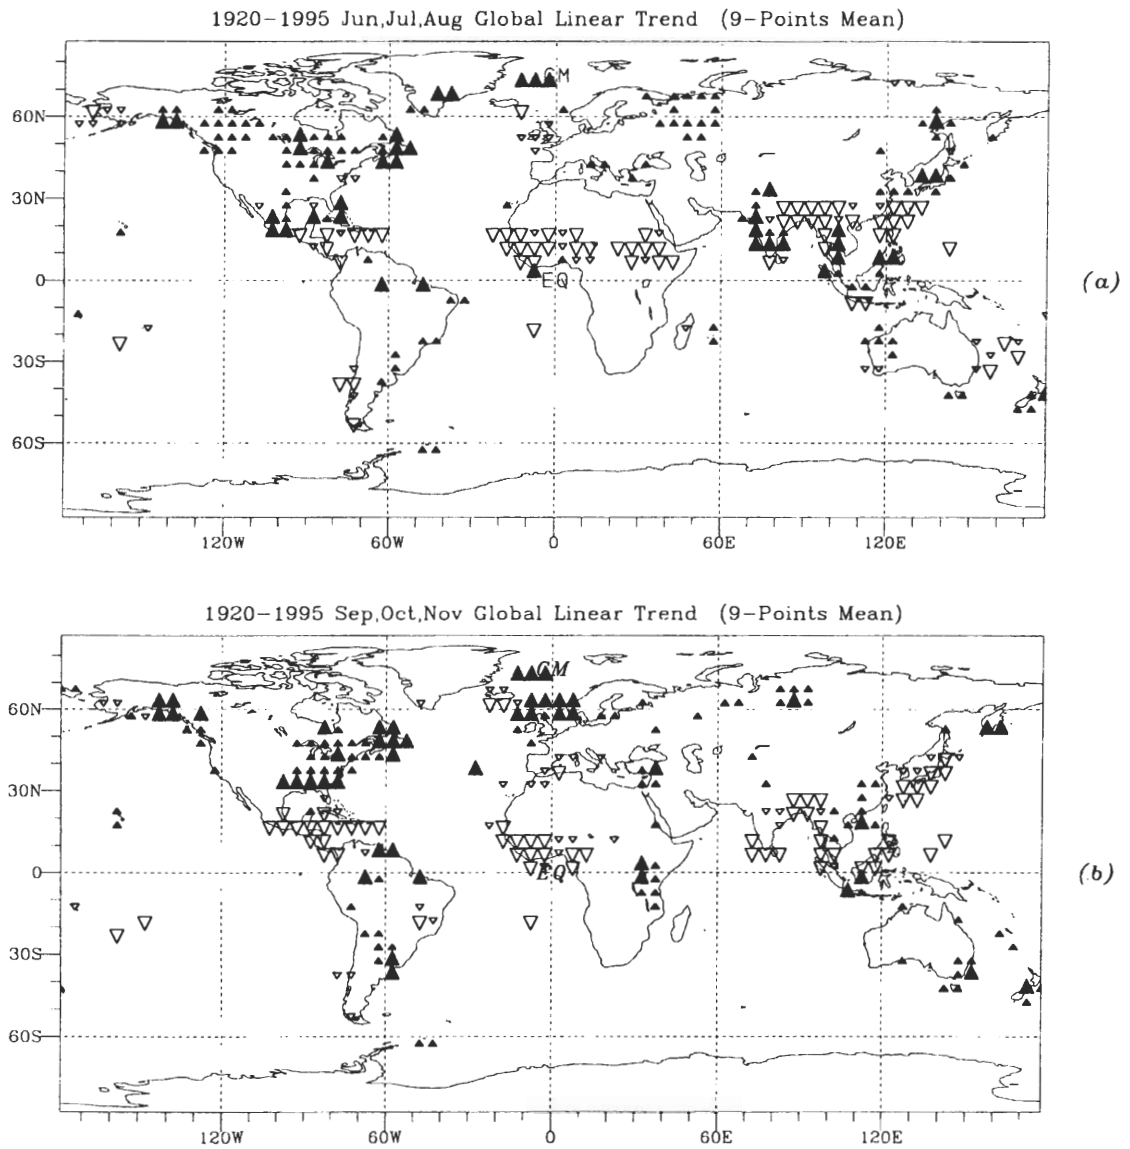 1920-1995 Jun,Jul,Aug Global Linear Trend (9-Points Mean)
GM
60N
30N
0
EQ
(a)
30S
60S
120W 60W 0 60E 120E
1920-1995 Sep,Oct,Nov Global Linear Trend (9-Points Mean)
GM
60N
30N
0
EQ
(b)
30S
60S
120W 60W 0 60E 120E